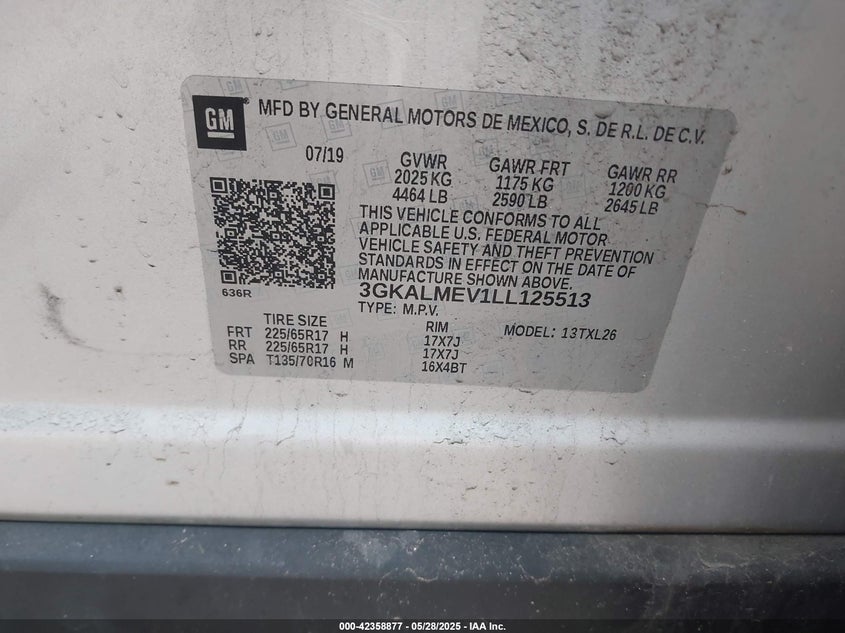 GM
MFD BY GENERAL MOTORS DE MEXICO, S. DE R.L. DE C.V.
07/19 GVWR GAWR FRT GAWR RR
2025 KG 1175 KG 1200 KG
4464 LB 2590 LB 2645 LB
THIS VEHICLE CONFORMS TO ALL
APPLICABLE U.S. FEDERAL MOTOR
VEHICLE SAFETY AND THEFT PREVENTION
STANDARDS IN EFFECT ON THE DATE OF
MANUFACTURE SHOWN ABOVE.
636R 3GKALMEV1LL125513
TYPE: M.P.V.
TIRE SIZE RIM MODEL: 13TXL26
FRT 225/65R17 H 17X7J
RR 225/65R17 H 17X7J
SPA T135/70R16 M 16X4BT
000-42358877 - 05/28/2025 - IAA Inc.